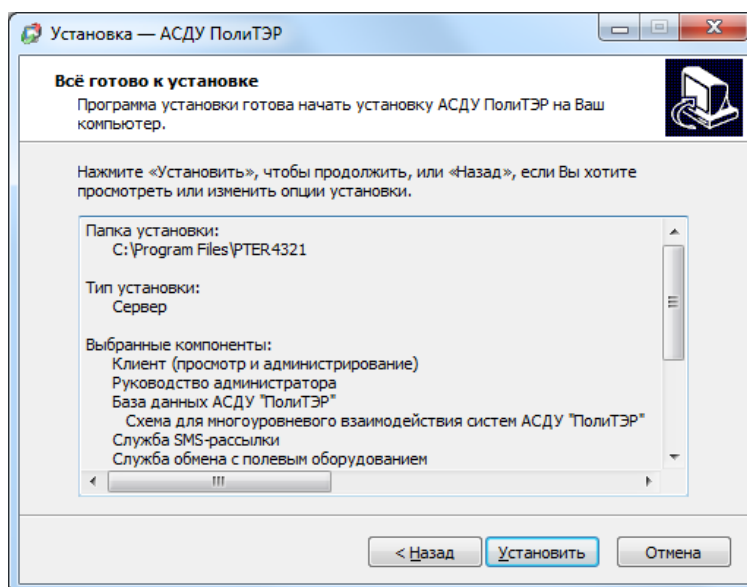 Установка — АСДУ ПолиТЭР
Всё готово к установке
Программа установки готова начать установку АСДУ ПолиТЭР на Ваш
компьютер.
Нажмите «Установить», чтобы продолжить, или «Назад», если Вы хотите
просмотреть или изменить опции установки.
Папка установки:
C:\Program Files\PTER4321
Тип установки:
Сервер
Выбранные компоненты:
Клиент (просмотр и администрирование)
Руководство администратора
База данных АСДУ "ПолиТЭР"
Схема для многоуровневого взаимодействия систем АСДУ "ПолиТЭР"
Служба SMS-рассылки
Служба обмена с полевым оборудованием
< Назад Установить Отмена